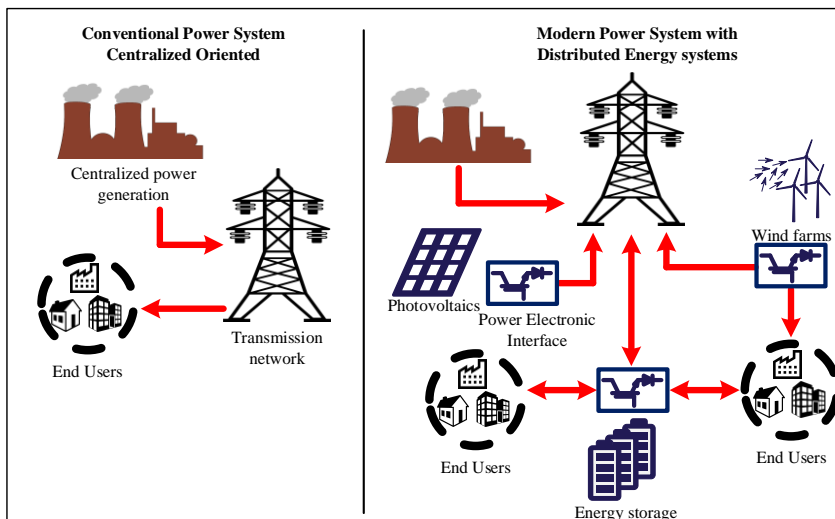 Conventional Power System
Centralized Oriented
Centralized power
generation
Transmission
network
End Users
Modern Power System with
Distributed Energy systems
Wind farms
Photovoltaics
Power Electronic
Interface
End Users
End Users
Energy storage